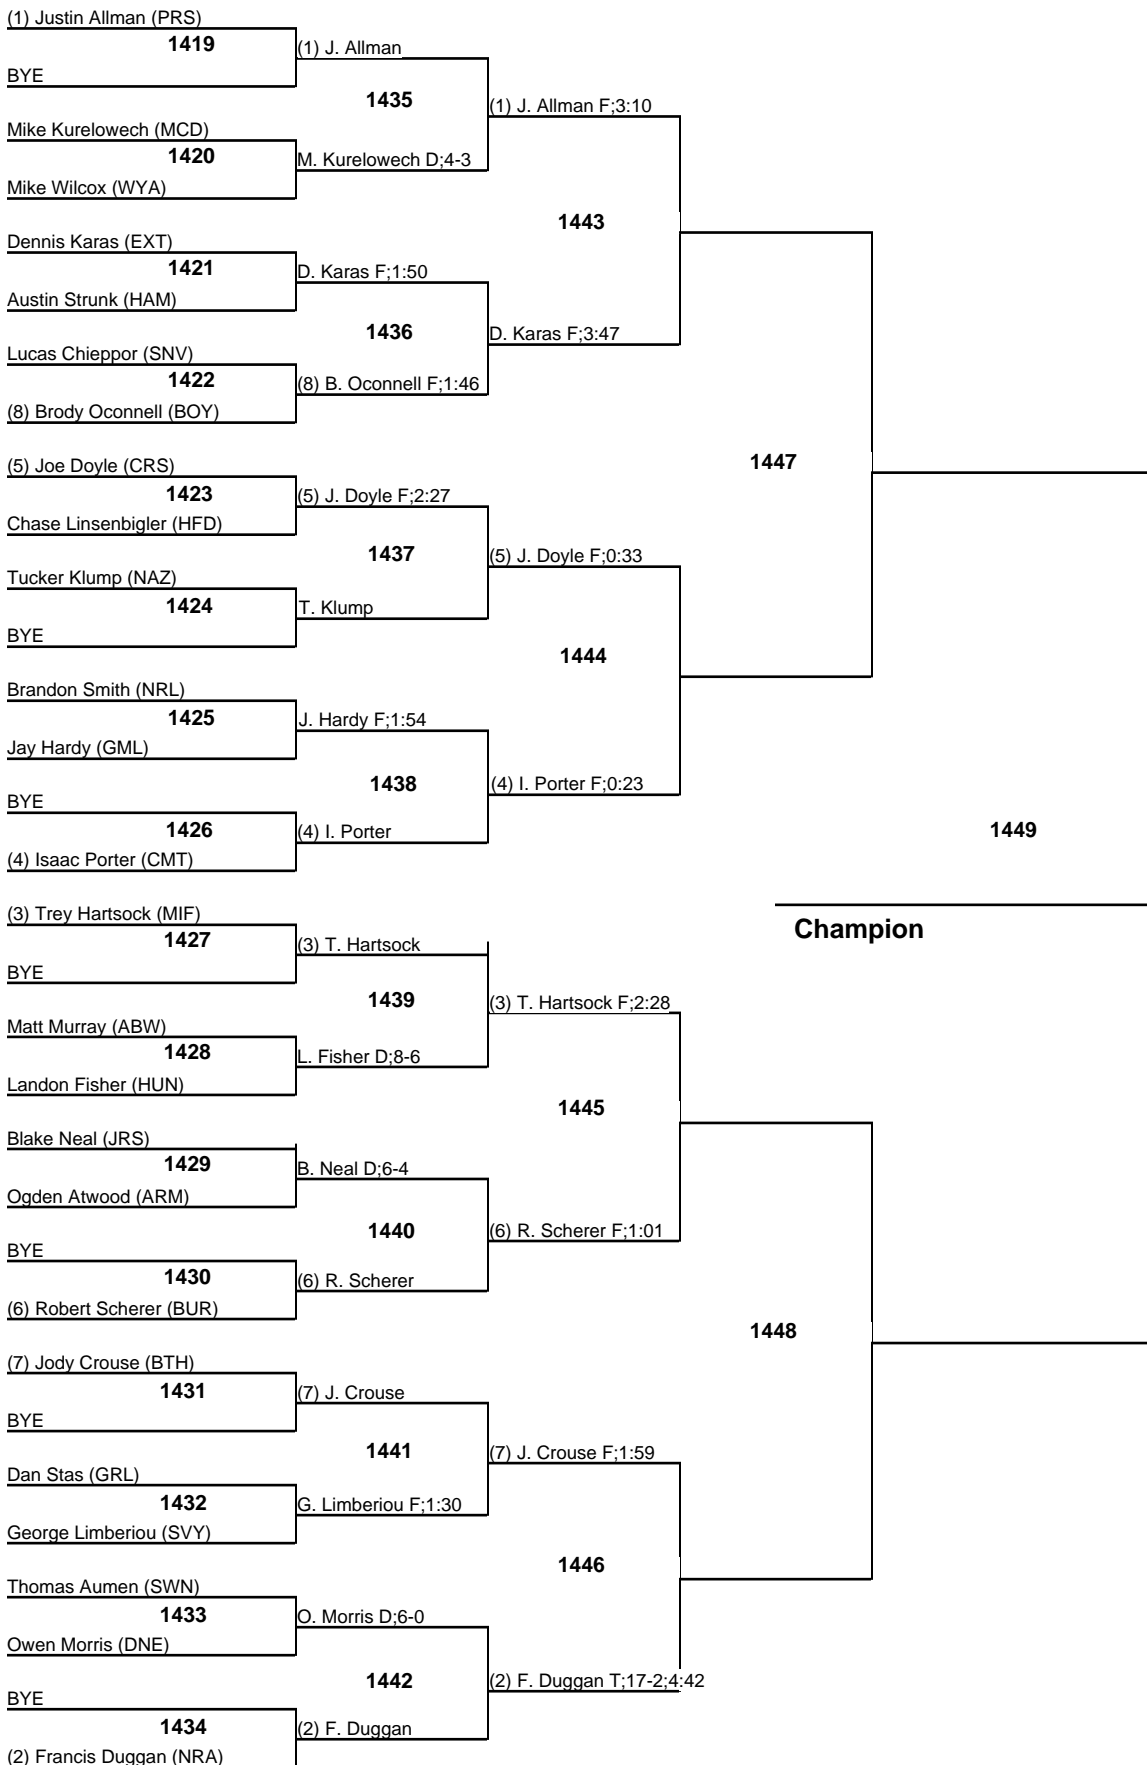 (1) Justin Allman (PRS)
1419
BYE
(1) J. Allman
1435
Mike Kurelowech (MCD)
1420
Mike Wilcox (WYA)
M. Kurelowech D;4-3
(1) J. Allman F;3:10
1443
Dennis Karas (EXT)
1421
Austin Strunk (HAM)
D. Karas F;1:50
1436
Lucas Chieppor (SNV)
1422
(8) Brody Oconnell (BOY)
(8) B. Oconnell F;1:46
D. Karas F;3:47
1447
(5) Joe Doyle (CRS)
1423
Chase Linsenbigler (HFD)
(5) J. Doyle F;2:27
1437
Tucker Klump (NAZ)
1424
BYE
T. Klump
(5) J. Doyle F;0:33
1444
Brandon Smith (NRL)
1425
Jay Hardy (GML)
J. Hardy F;1:54
1438
BYE
1426
(4) Isaac Porter (CMT)
(4) I. Porter
(4) I. Porter F;0:23
1449
Champion
(3) Trey Hartsock (MIF)
1427
BYE
(3) T. Hartsock
1439
Matt Murray (ABW)
1428
Landon Fisher (HUN)
L. Fisher D;8-6
(3) T. Hartsock F;2:28
1445
Blake Neal (JRS)
1429
Ogden Atwood (ARM)
B. Neal D;6-4
1440
BYE
1430
(6) Robert Scherer (BUR)
(6) R. Scherer
(6) R. Scherer F;1:01
1448
(7) Jody Crouse (BTH)
1431
BYE
(7) J. Crouse
1441
Dan Stas (GRL)
1432
George Limberiou (SVY)
G. Limberiou F;1:30
(7) J. Crouse F;1:59
1446
Thomas Aumen (SWN)
1433
Owen Morris (DNE)
O. Morris D;6-0
1442
BYE
1434
(2) Francis Duggan (NRA)
(2) F. Duggan
(2) F. Duggan T;17-2;4:42